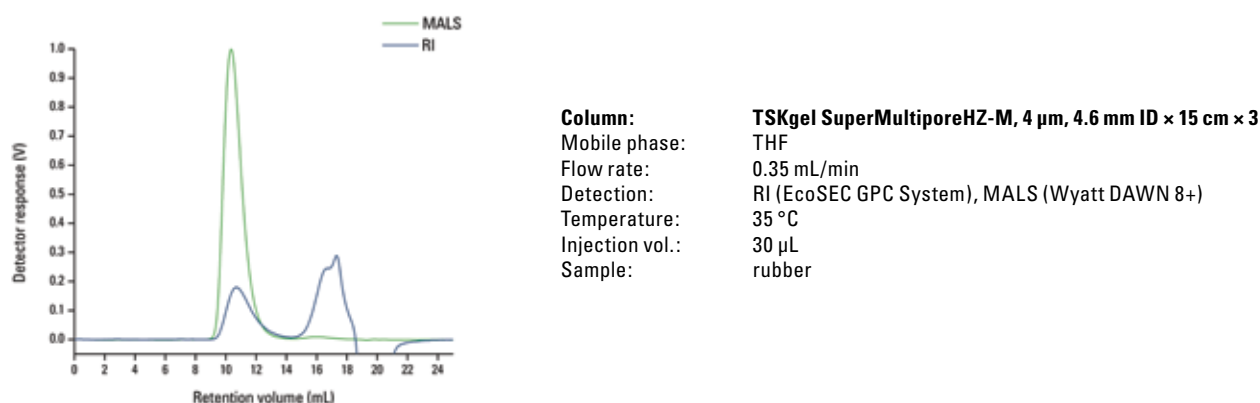 MALS
RI
1.0
0.9
0.8
0.7
0.6
0.5
0.4
0.3
0.2
0.1
0.0
Detector response (V)
0 2 4 6 8 10 12 14 16 18 20 22 24
Retention volume (mL)
Column: TSKgel SuperMultiporeHZ-M, 4 µm, 4.6 mm ID × 15 cm × 3
Mobile phase: THF
Flow rate: 0.35 mL/min
Detection: RI (EcoSEC GPC System), MALS (Wyatt DAWN 8+)
Temperature: 35 °C
Injection vol.: 30 µL
Sample: rubber